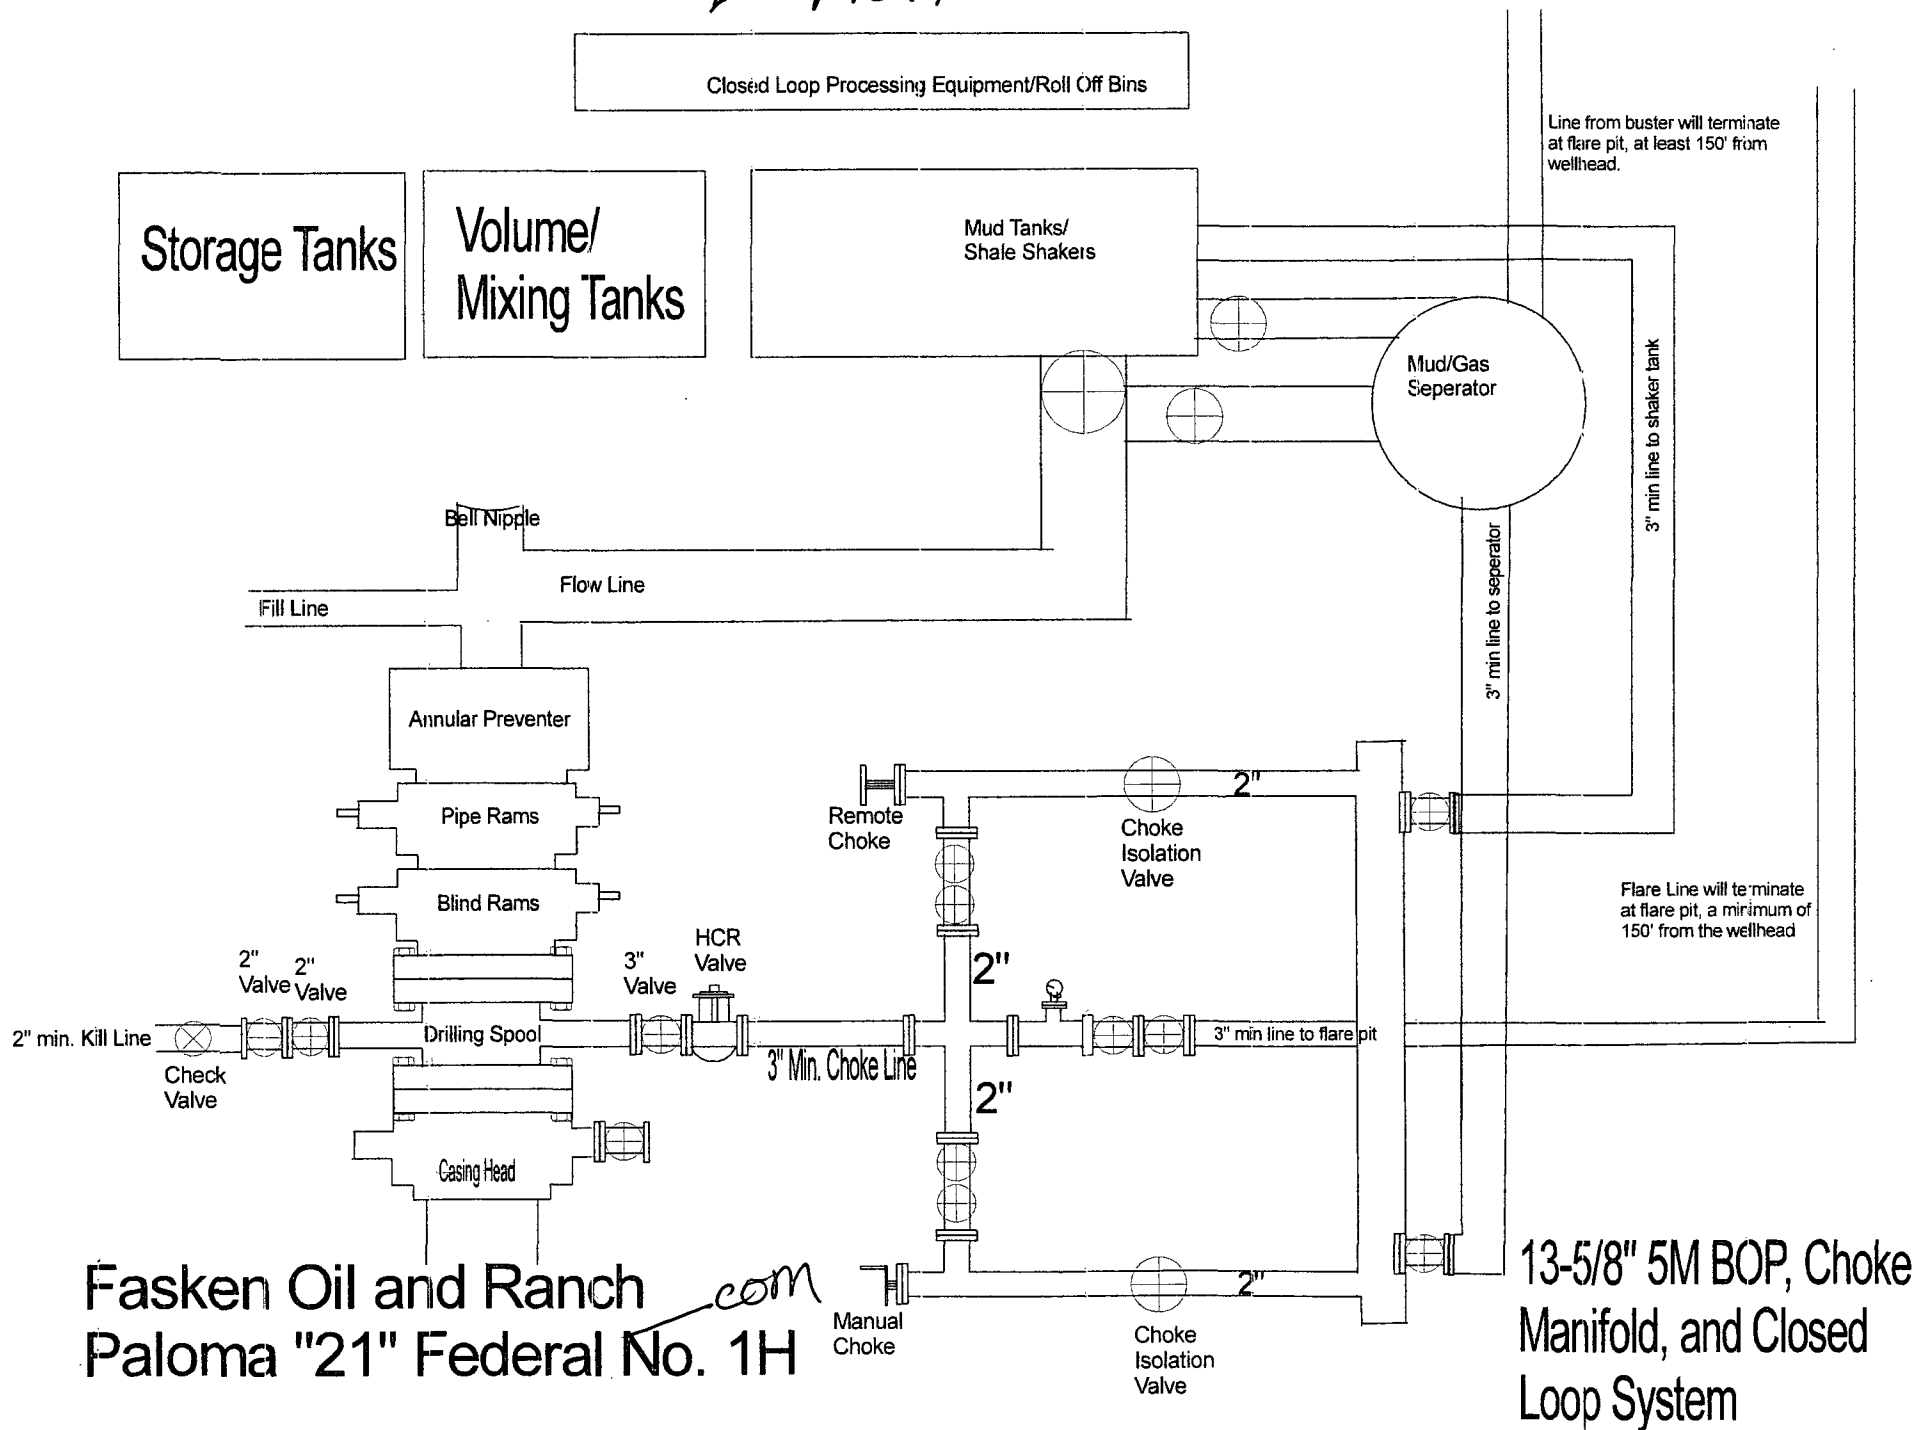 Closed Loop Processing Equipment/Roll Off Bins
Line from buster will terminate
at flare pit, at least 150' from
wellhead.
Storage Tanks
Volume/
Mixing Tanks
Mud Tanks/
Shale Shakers
Mud/Gas
Seperator
3" min line to shaker tank
Bell Nipple
Flow Line
Fill Line
3" min line to seperator
Annular Preventer
Pipe Rams
Blind Rams
Remote
Choke
2"
Choke
Isolation
Valve
Flare Line will terminate
at flare pit, a minimum of
150' from the wellhead
2"
Valve
2"
Valve
3"
Valve
HCR
Valve
2"
2" min. Kill Line
Drilling Spool
3" min line to flare pit
3" Min. Choke Line
Check
Valve
2"
Casing Head
2"
Manual
Choke
Choke
Isolation
Valve
Fasken Oil and Ranch
com
Paloma "21" Federal No. 1H
13-5/8" 5M BOP, Choke
Manifold, and Closed
Loop System